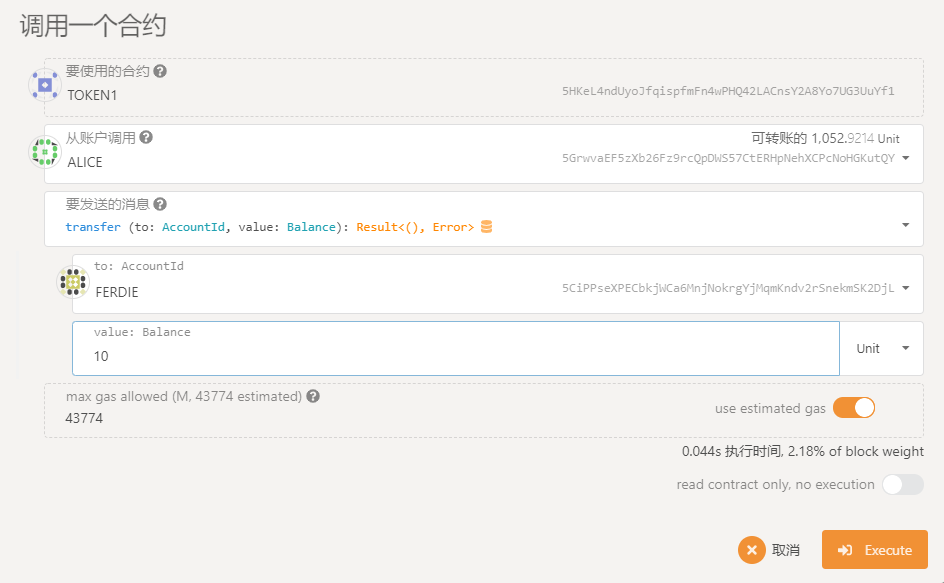 调用一个合约
要使用的合约
TOKEN1
5HKeL4ndUyoJfqispfmFn4wPHQ42LACnsY2A8Yo7UG3UuYf1
从账户调用
可转账的 1,052.9214 Unit
ALICE
5GrwvaEF5zXb26Fz9rcQpDWS57CtERHpNehXCPcNoHGKutQY
要发送的消息
transfer (to: AccountId, value: Balance): Result<(), Error>
to: AccountId
FERDIE
5CiPPseXPECbkjWCa6MnjNokrgYjMqmKndv2rSnekmSK2DjL
value: Balance
10
Unit
max gas allowed (M, 43774 estimated)
43774
use estimated gas
0.044s 执行时间, 2.18% of block weight
read contract only, no execution
取消
Execute